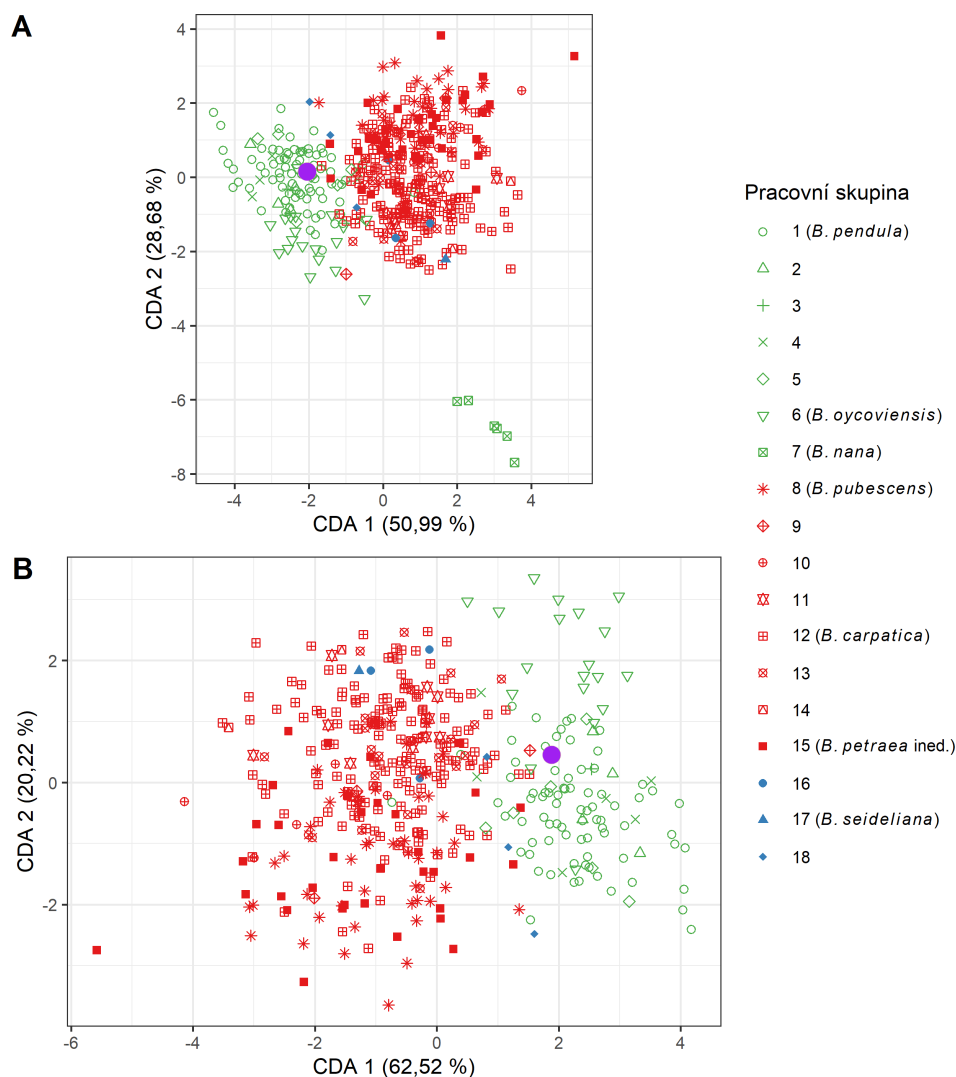 A
4
2
0
-2
-4
-6
-8
CDA 2 (28,68 %)
-4
-2
0
2
4
CDA 1 (50,99 %)
B
2
0
-2
CDA 2 (20,22 %)
-6
-4
-2
0
2
4
CDA 1 (62,52 %)
Pracovní skupina
1 (B. pendula)
2
3
4
5
6 (B. oycoviensis)
7 (B. nana)
8 (B. pubescens)
9
10
11
12 (B. carpatica)
13
14
15 (B. petraea ined.)
16
17 (B. seideliana)
18